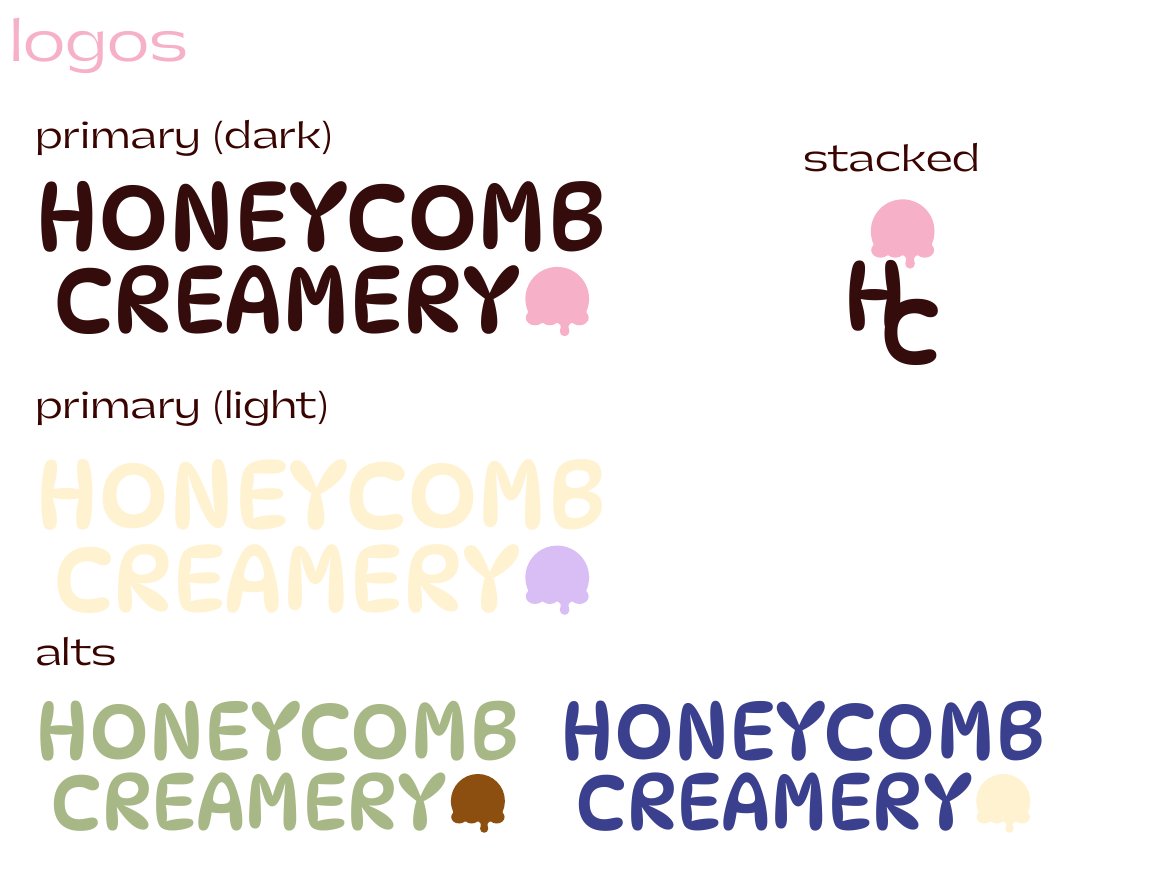 logos
primary (dark)
HONEYCOMB
CREAMERY
stacked
HC
primary (light)
HONEYCOMB
CREAMERY
alts
HONEYCOMB
CREAMERY
HONEYCOMB
CREAMERY